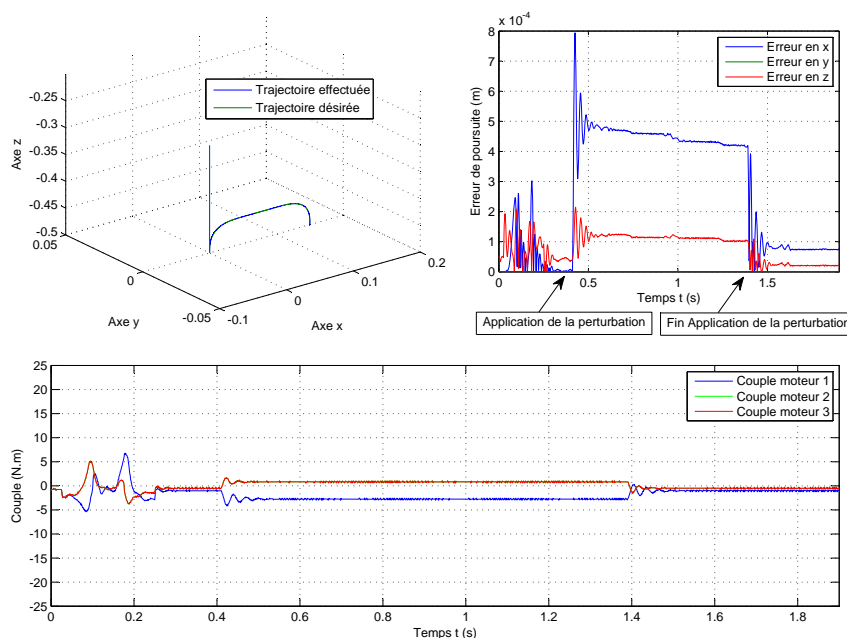 -0.25
-0.3
-0.35
-0.4
-0.45
-0.5
Axe z
0.05
0
-0.05
Axe y
-0.1
0
0.1
0.2
Axe x
Trajectoire effectuée
Trajectoire désirée
x 10-4
8
7
6
5
4
3
2
1
0
Erreur de poursuite (m)
Erreur en x
Erreur en y
Erreur en z
0
0.5
1
1.5
Temps t (s)
Application de la perturbation
Fin Application de la perturbation
25
20
15
10
5
0
-5
-10
-15
-20
-25
Couple (N.m)
Couple moteur 1
Couple moteur 2
Couple moteur 3
0
0.2
0.4
0.6
0.8
1
1.2
1.4
1.6
1.8
Temps t (s)